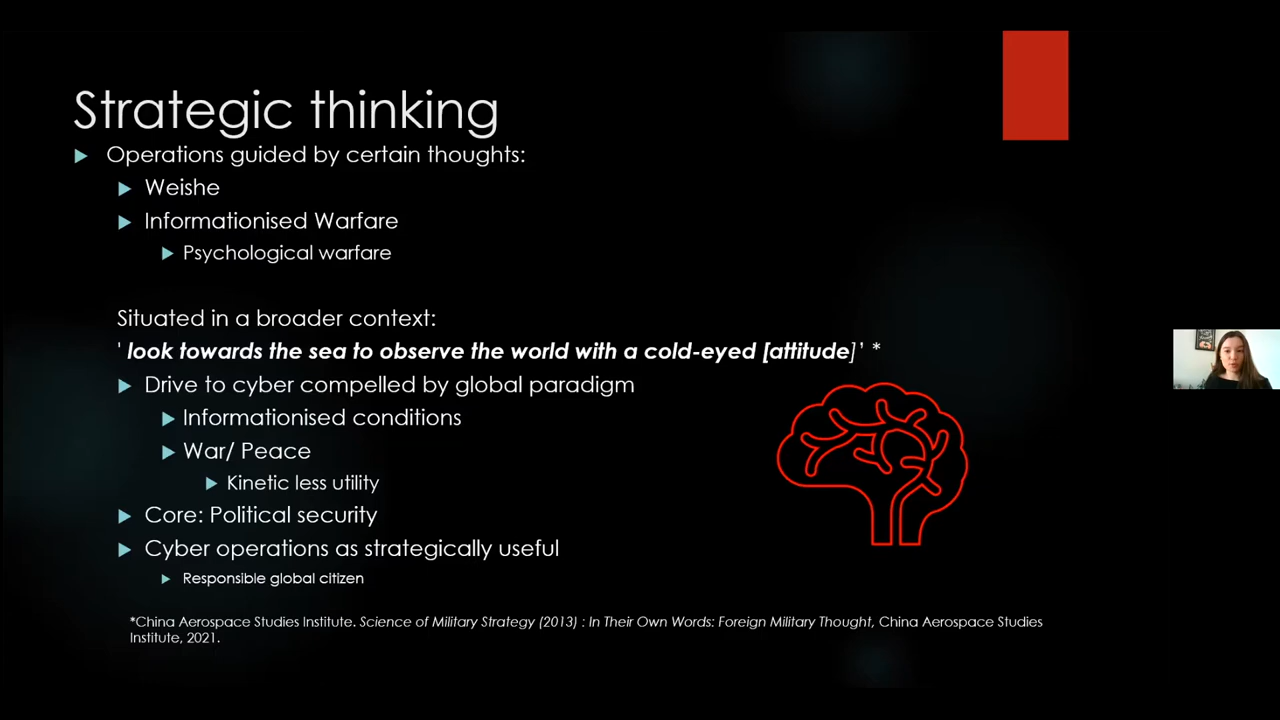 Strategic thinking
Operations guided by certain thoughts:
Weishe
Informationised Warfare
Psychological warfare
Situated in a broader context:
' look towards the sea to observe the world with a cold-eyed [attitude]' *
Drive to cyber compelled by global paradigm
Informationised conditions
War/ Peace
Kinetic less utility
Core: Political security
Cyber operations as strategically useful
Responsible global citizen
*China Aerospace Studies Institute. Science of Military Strategy (2013) : In Their Own Words: Foreign Military Thought, China Aerospace Studies
Institute, 2021.